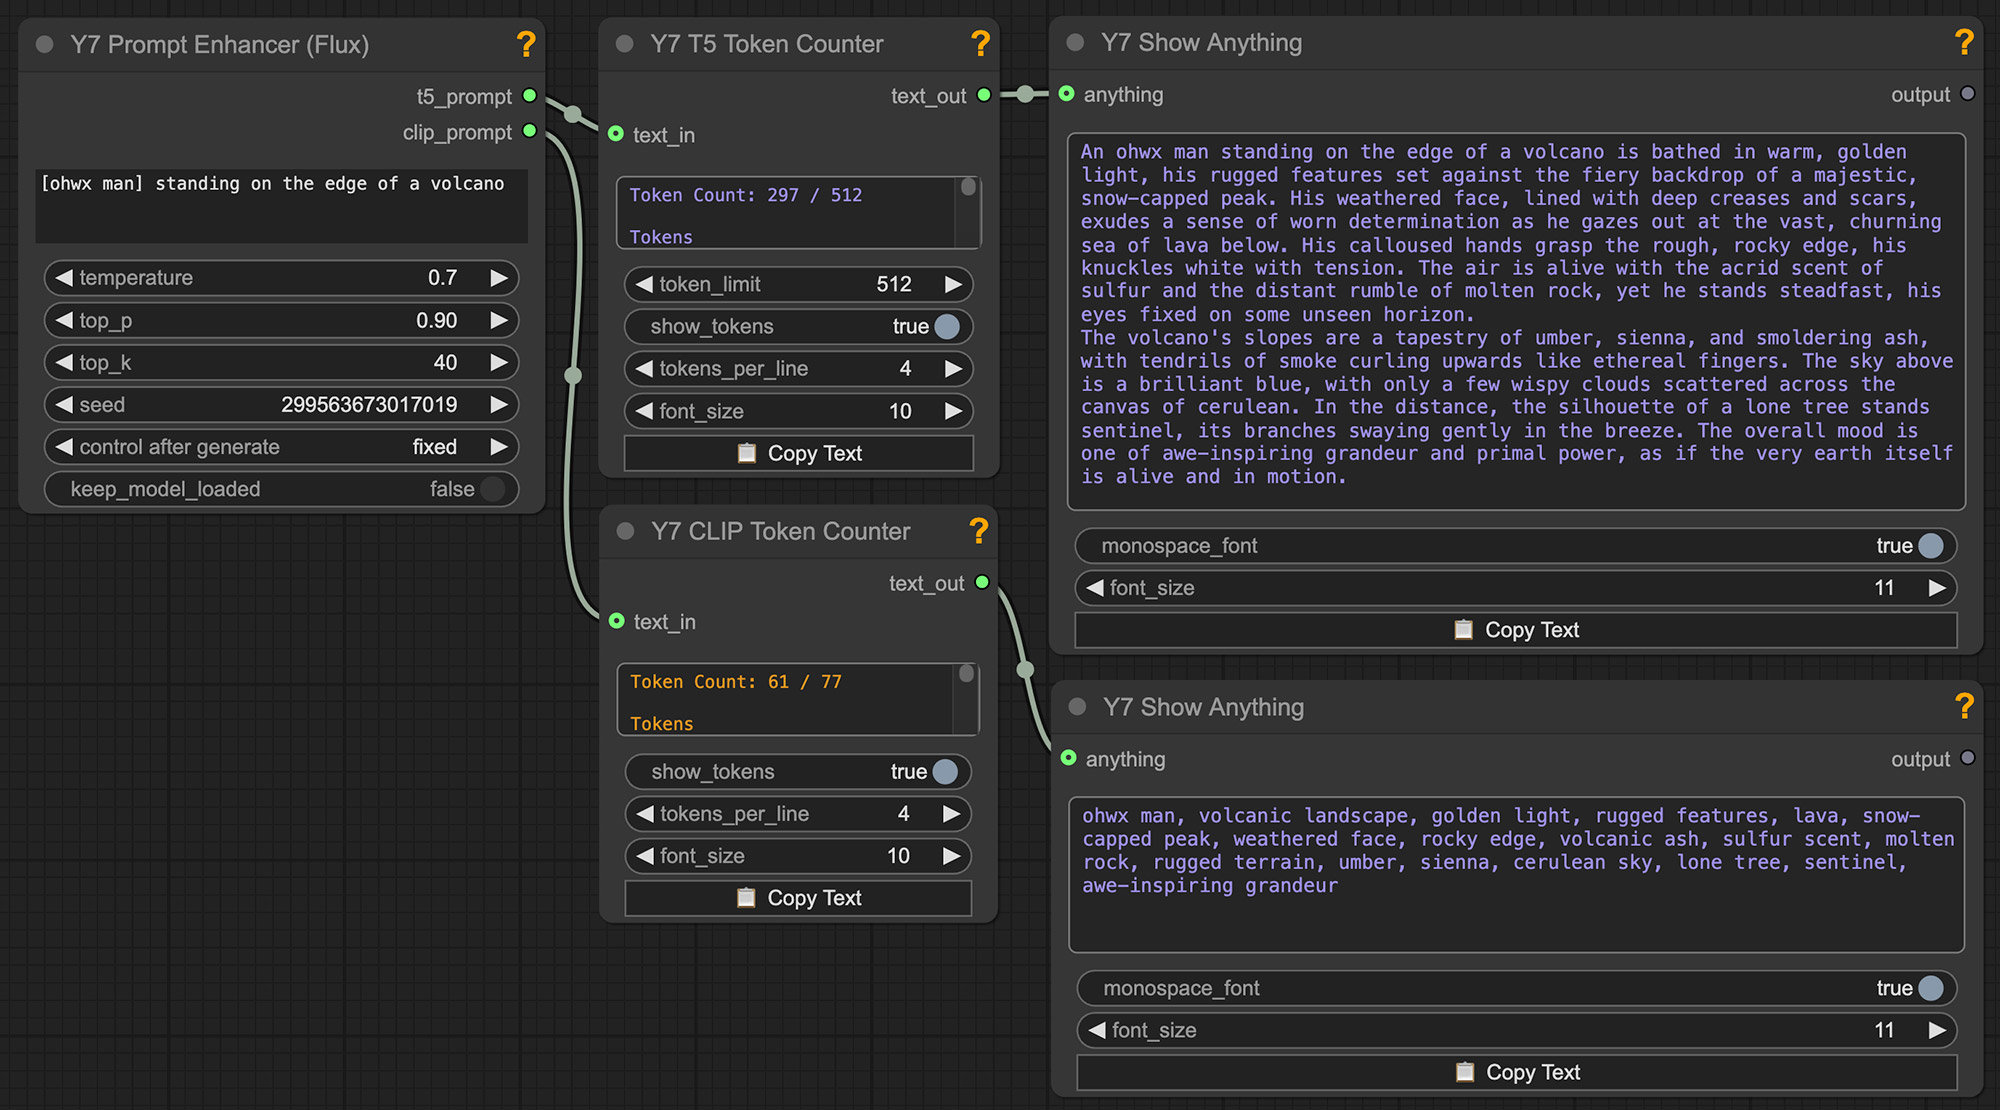 Y7 Prompt Enhancer (Flux) ?
t5_prompt
clip_prompt
[ohwx man] standing on the edge of a volcano
temperature 0.7
top_p 0.90
top_k 40
seed 299563673017019
control after generate fixed
keep_model_loaded false
Y7 T5 Token Counter ?
text_out
text_in
Token Count: 297 / 512
Tokens
token_limit 512
show_tokens true
tokens_per_line 4
font_size 10
Copy Text
Y7 CLIP Token Counter ?
text_out
text_in
Token Count: 61 / 77
Tokens
show_tokens true
tokens_per_line 4
font_size 10
Copy Text
Y7 Show Anything ?
anything output
An ohwx man standing on the edge of a volcano is bathed in warm, golden
light, his rugged features set against the fiery backdrop of a majestic,
snow-capped peak. His weathered face, lined with deep creases and scars,
exudes a sense of worn determination as he gazes out at the vast, churning
sea of lava below. His calloused hands grasp the rough, rocky edge, his
knuckles white with tension. The air is alive with the acrid scent of
sulfur and the distant rumble of molten rock, yet he stands steadfast, his
eyes fixed on some unseen horizon.
The volcano's slopes are a tapestry of umber, sienna, and smoldering ash,
with tendrils of smoke curling upwards like ethereal fingers. The sky above
is a brilliant blue, with only a few wispy clouds scattered across the
canvas of cerulean. In the distance, the silhouette of a lone tree stands
sentinel, its branches swaying gently in the breeze. The overall mood is
one of awe-inspiring grandeur and primal power, as if the very earth itself
is alive and in motion.
monospace_font true
font_size 11
Copy Text
Y7 Show Anything ?
anything output
ohwx man, volcanic landscape, golden light, rugged features, lava, snow-
capped peak, weathered face, rocky edge, volcanic ash, sulfur scent, molten
rock, rugged terrain, umber, sienna, cerulean sky, lone tree, sentinel,
awe-inspiring grandeur
monospace_font true
font_size 11
Copy Text